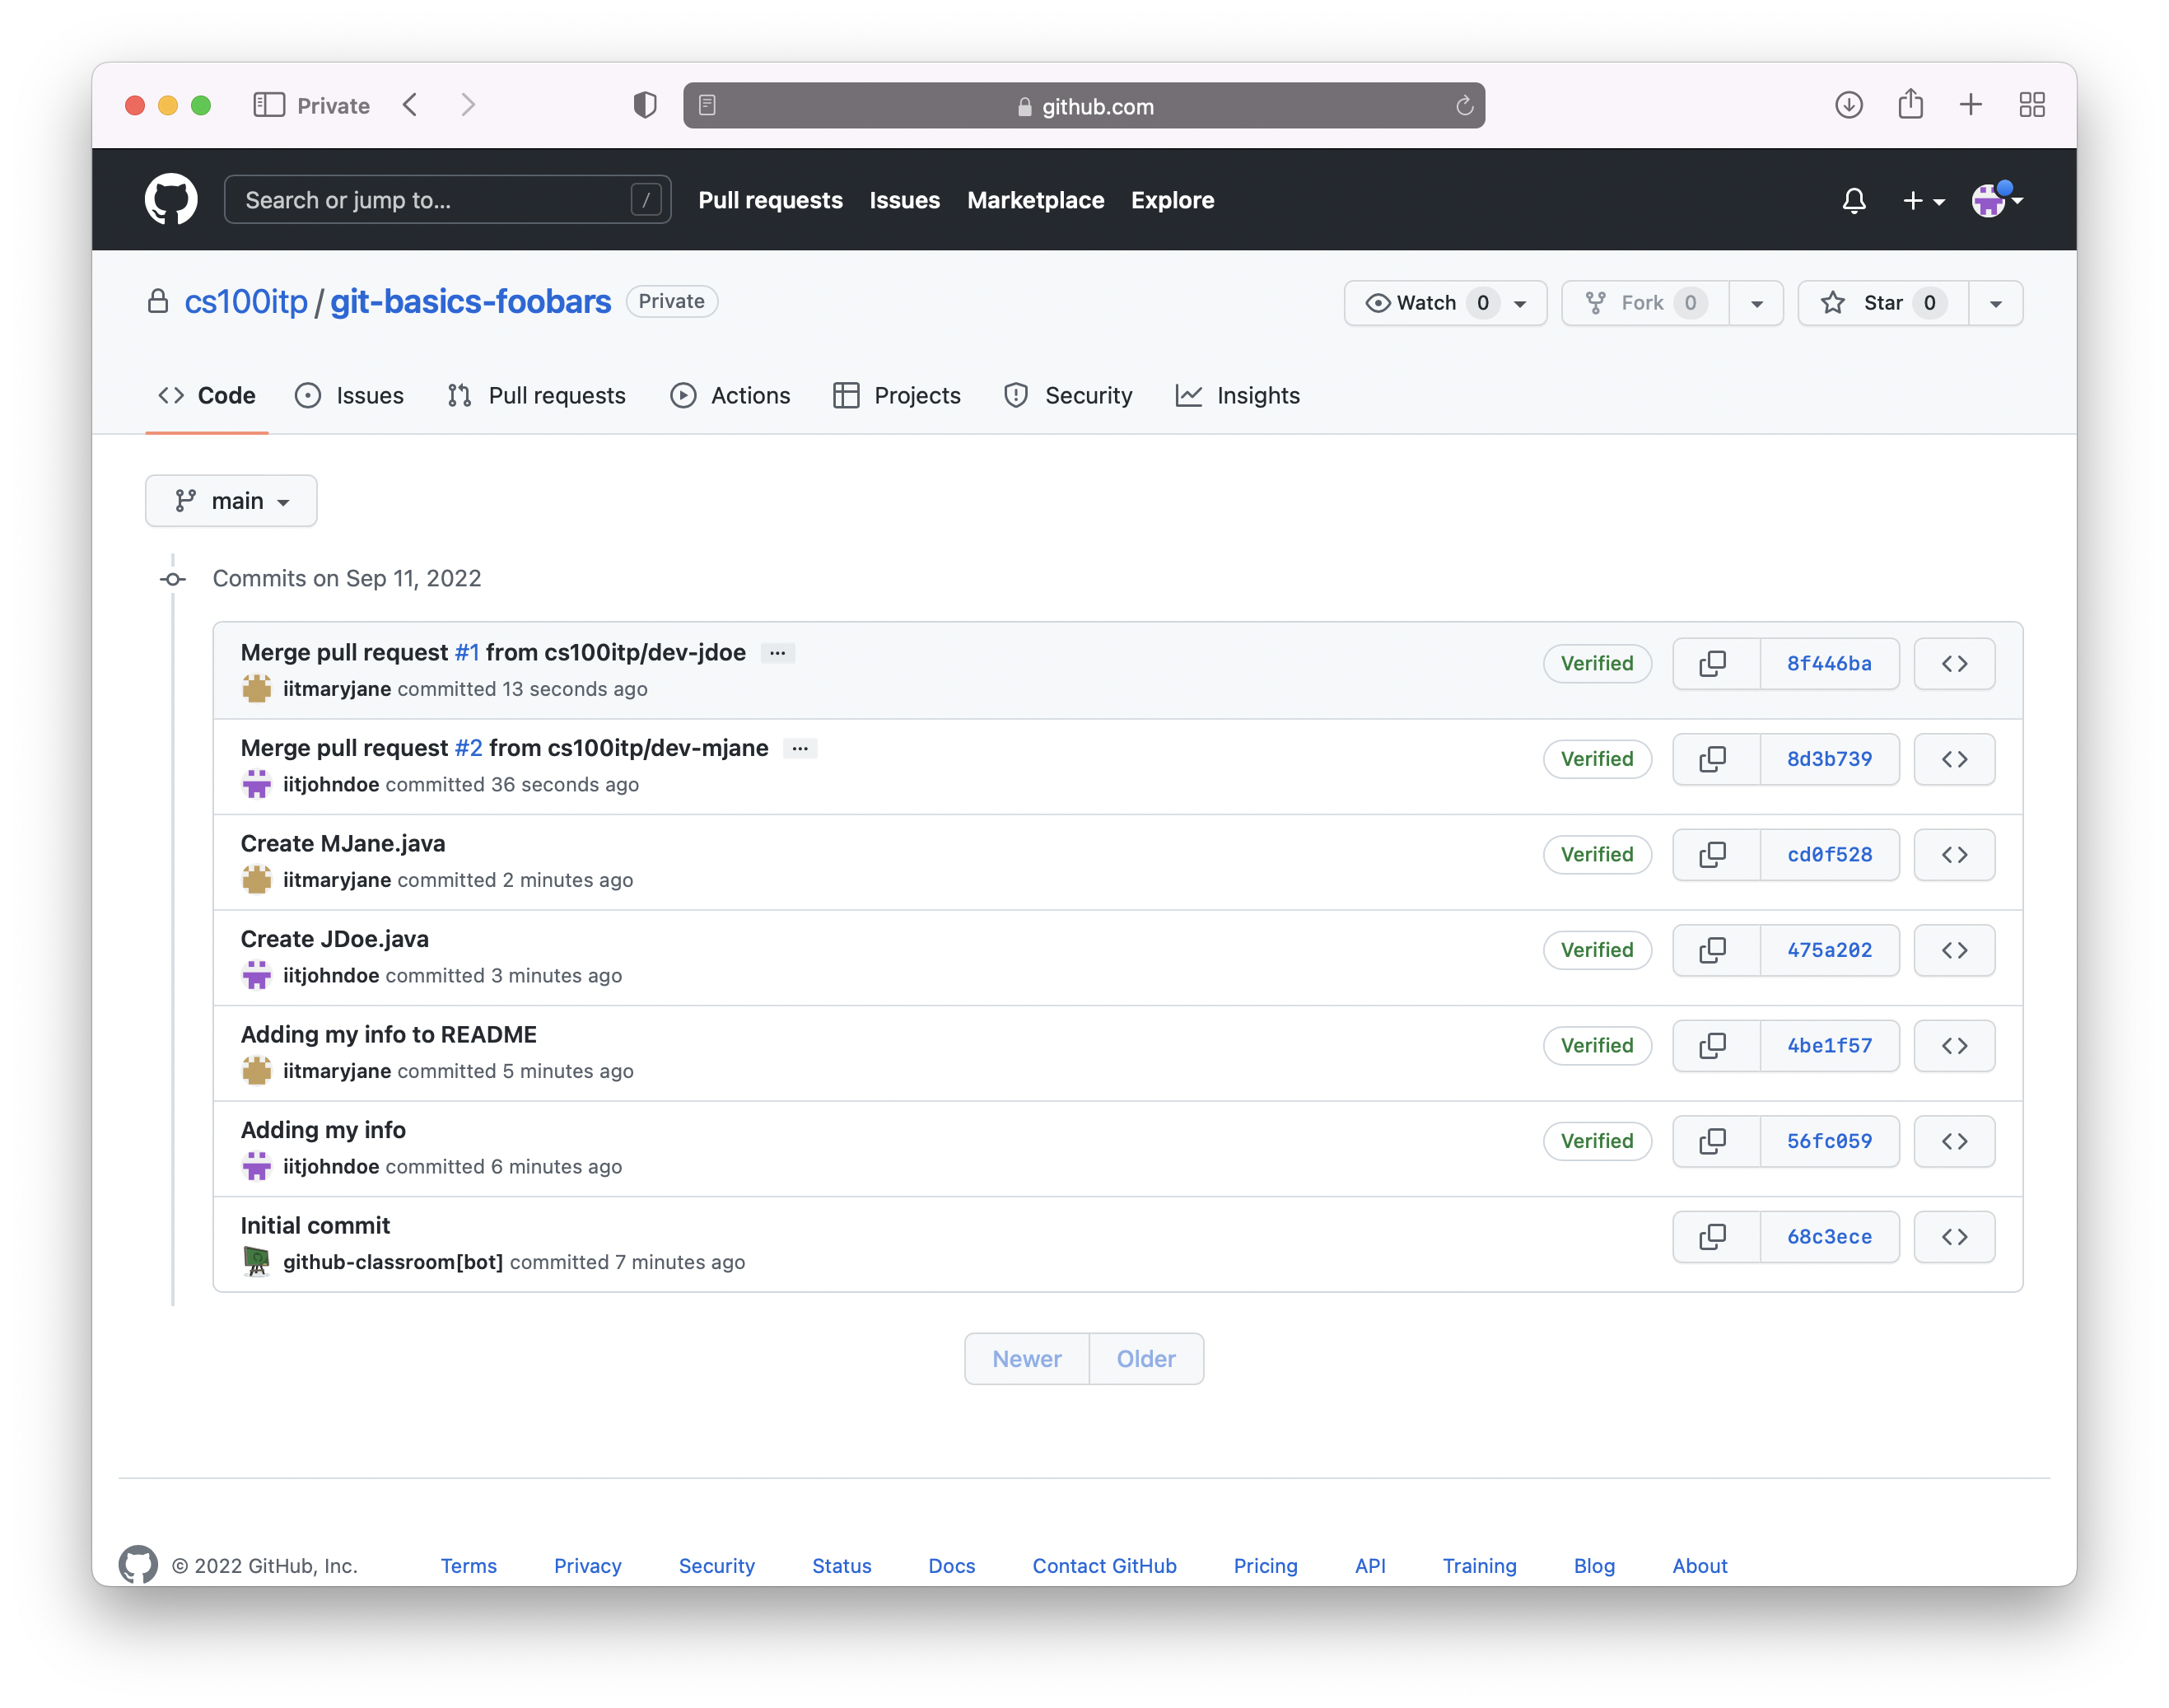 Private
github.com
Search or jump to... /
Pull requests Issues Marketplace Explore
cs100itp / git-basics-foobars Private
Watch 0 Fork 0 Star 0
Code Issues Pull requests Actions Projects Security Insights
main
Commits on Sep 11, 2022
Merge pull request #1 from cs100itp/dev-jdoe ...
iitmaryjane committed 13 seconds ago
Verified 8f446ba
Merge pull request #2 from cs100itp/dev-mjane ...
iitjohndoe committed 36 seconds ago
Verified 8d3b739
Create MJane.java
iitmaryjane committed 2 minutes ago
Verified cd0f528
Create JDoe.java
iitjohndoe committed 3 minutes ago
Verified 475a202
Adding my info to README
iitmaryjane committed 5 minutes ago
Verified 4be1f57
Adding my info
iitjohndoe committed 6 minutes ago
Verified 56fc059
Initial commit
github-classroom[bot] committed 7 minutes ago
68c3ece
Newer Older
© 2022 GitHub, Inc. Terms Privacy Security Status Docs Contact GitHub Pricing API Training Blog About